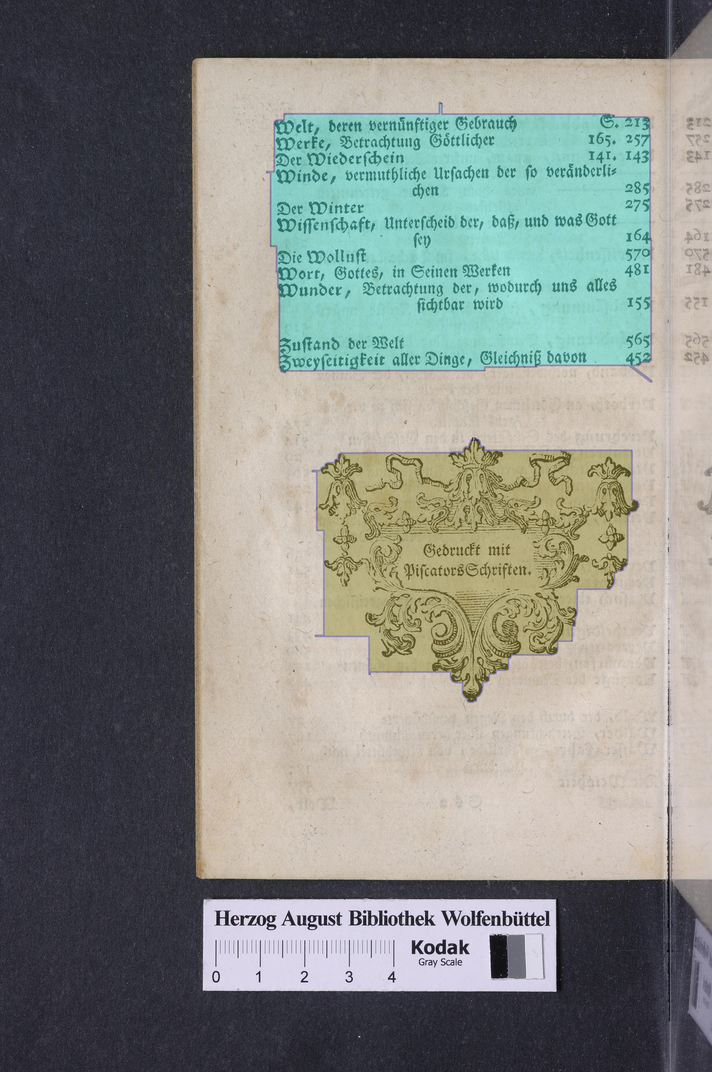 Welt, deren vernünftiger Gebrauch S. 213
Werke, Betrachtung Göttlicher 165. 257
Der Wiederschein 141. 143
Winde, vermuthliche Ursachen der so veränderli-
chen 285
Der Winter 275
Wissenschaft, Unterscheid der, daß, und was Gott
sey 164
Die Wollust 570
Wort, Gottes, in Seinen Werken 481
Wunder, Betrachtung der, wodurch uns alles
sichtbar wird 155
Zustand der Welt 565
Zweyseitigkeit aller Dinge, Gleichniß davon 452
Gedruckt mit
Piscators Schriften.
Herzog August Bibliothek Wolfenbüttel
Kodak
Gray Scale
0 1 2 3 4